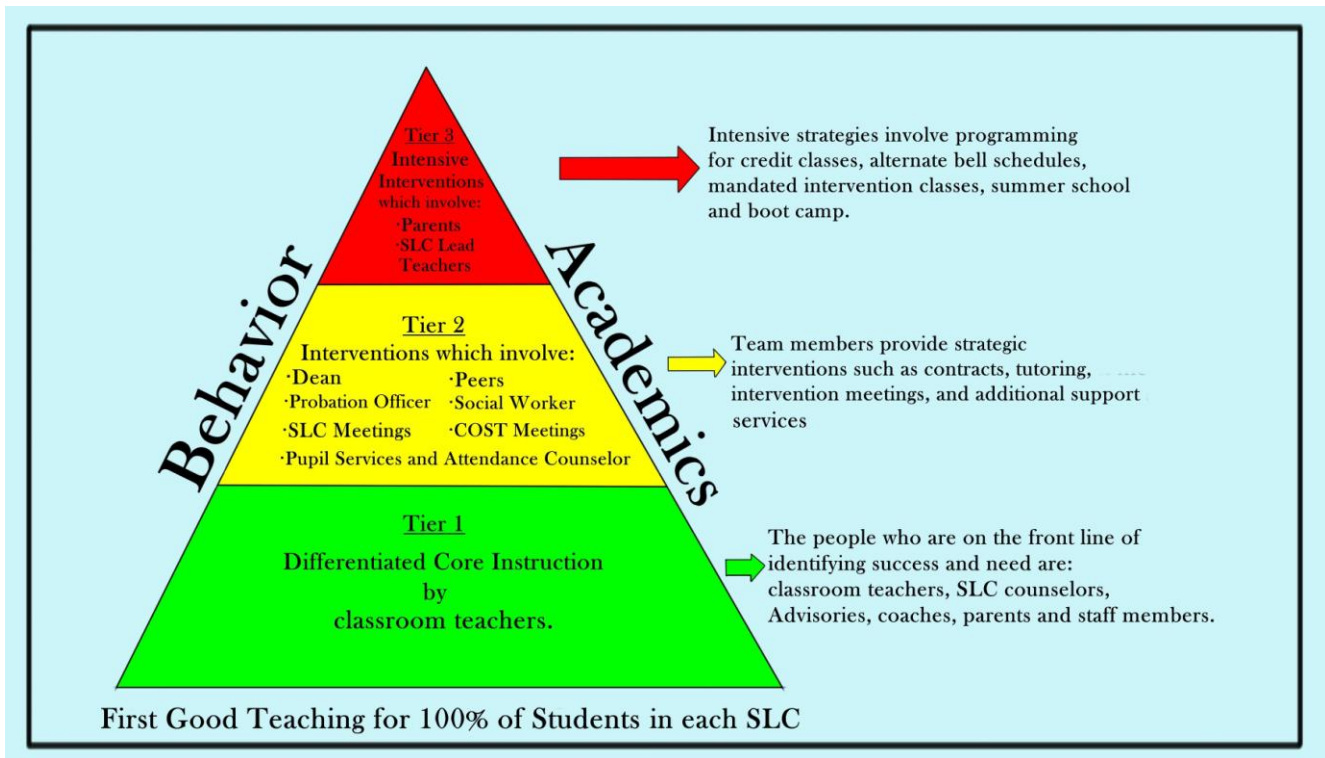 Tier 3
Intensive
Interventions
which involve:
·Parents
·SLC Lead
Teachers
Intensive strategies involve programming
for credit classes, alternate bell schedules,
mandated intervention classes, summer school
and boot camp.
Behavior
Academics
Tier 2
Interventions which involve:
·Dean
·Peers
·Probation Officer
·Social Worker
·SLC Meetings
·COST Meetings
·Pupil Services and Attendance Counselor
Team members provide strategic
interventions such as contracts, tutoring,
intervention meetings, and additional support
services
Tier 1
Differentiated Core Instruction
by
classroom teachers.
The people who are on the front line of
identifying success and need are:
classroom teachers, SLC counselors,
Advisories, coaches, parents and staff members.
First Good Teaching for 100% of Students in each SLC